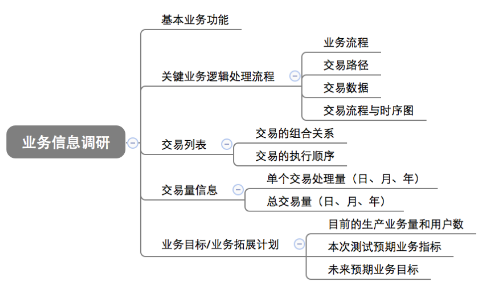 业务信息调研
基本业务功能
关键业务逻辑处理流程
业务流程
交易路径
交易数据
交易流程与时序图
交易列表
交易的组合关系
交易的执行顺序
交易量信息
单个交易处理量（日、月、年）
总交易量（日、月、年）
业务目标/业务拓展计划
目前的生产业务量和用户数
本次测试预期业务指标
未来预期业务目标